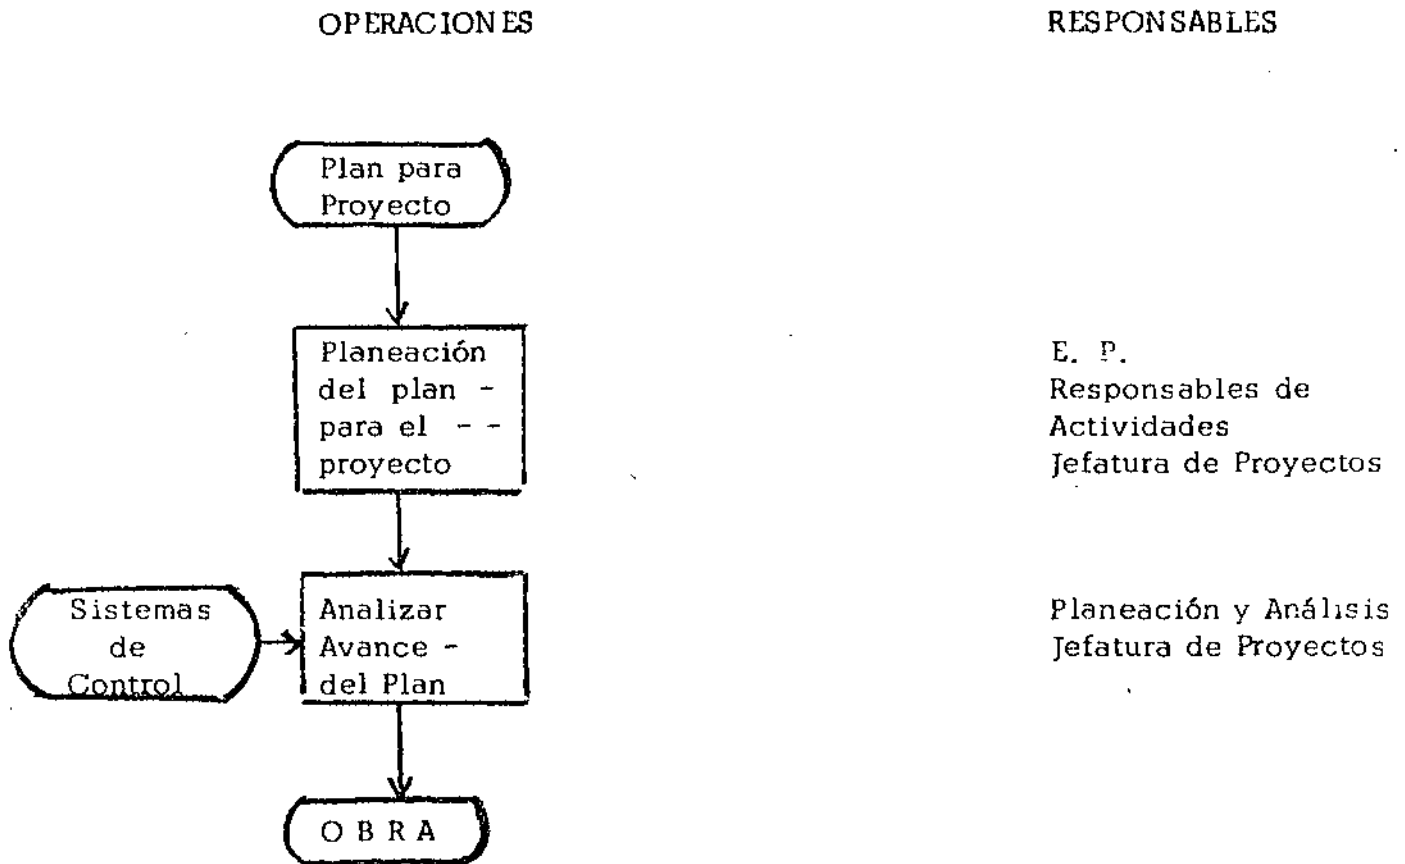 OPERACIONES
RESPONSABLES
Plan para
Proyecto
Planeación
del plan -
para el - -
proyecto
E. P.
Responsables de
Actividades
Jefatura de Proyectos
Sistemas
de
Control
Analizar
Avance -
del Plan
Planeación y Análisis
Jefatura de Proyectos
OBRA